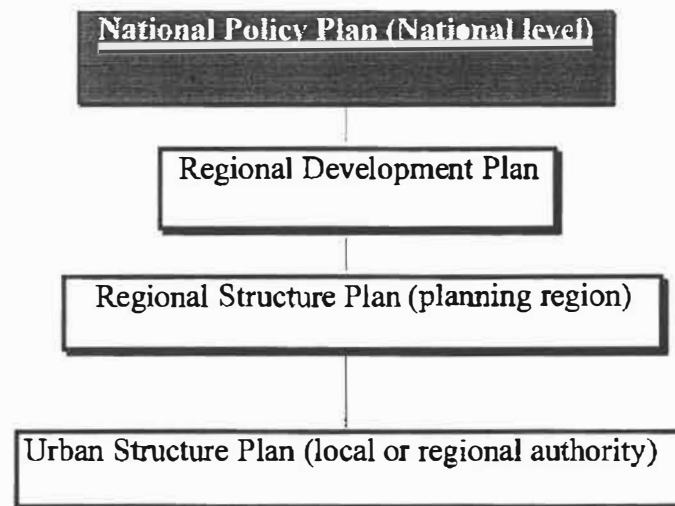 National Policy Plan (National level)
Regional Development Plan
Regional Structure Plan (planning region)
Urban Structure Plan (local or regional authority)